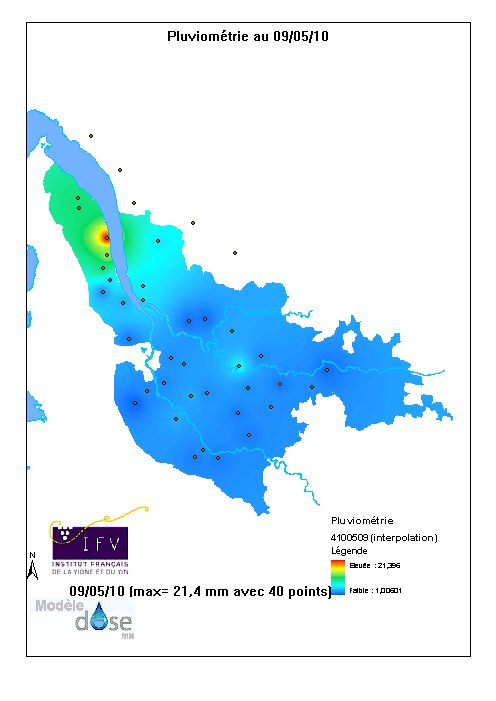 Pluviométrie au 09/05/10
Pluviométrie
4100509 (interpolation)
Légende
Elevée : 21,396
Faible : 1,00601
N
IFV
INSTITUT FRANÇAIS
DE LA VIGNE ET DU VIN
09/05/10 (max= 21,4 mm avec 40 points)
Modèle
dose
MN